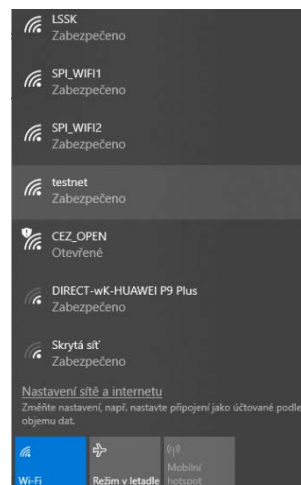 LSSK
Zabezpečeno
SPI_WIFI1
Zabezpečeno
SPI_WIFI2
Zabezpečeno
testnet
Zabezpečeno
CEZ_OPEN
Otevřené
DIRECT-wK-HUAWEI P9 Plus
Zabezpečeno
Skrytá síť
Zabezpečeno
Nastavení sítě a internetu
Změňte nastavení, např. nastavte připojení jako účtované podle
objemu dat.
Wi-Fi
Režim v letadle
Mobilní
hotspot